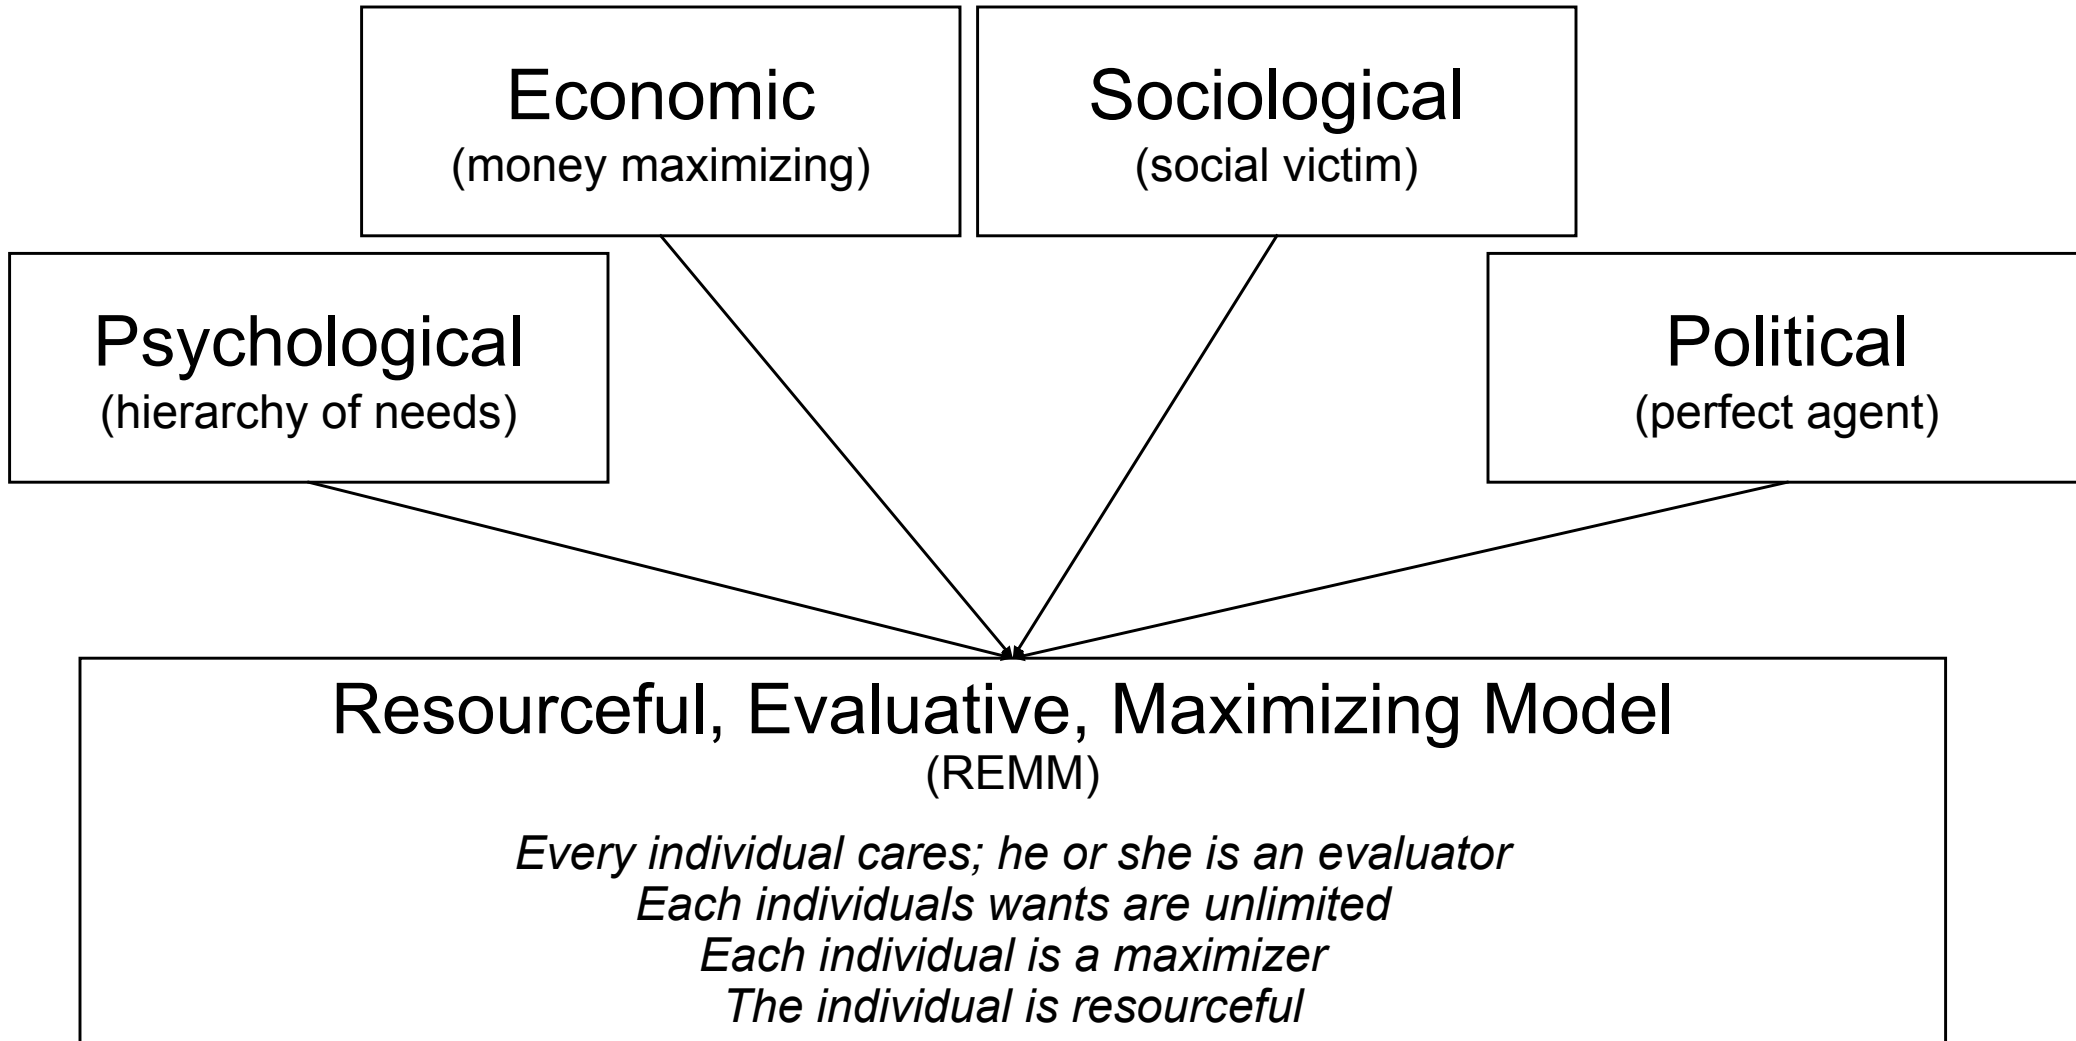 Economic
(money maximizing)
Sociological
(social victim)
Psychological
(hierarchy of needs)
Political
(perfect agent)
Resourceful, Evaluative, Maximizing Model
(REMM)
Every individual cares; he or she is an evaluator
Each individuals wants are unlimited
Each individual is a maximizer
The individual is resourceful